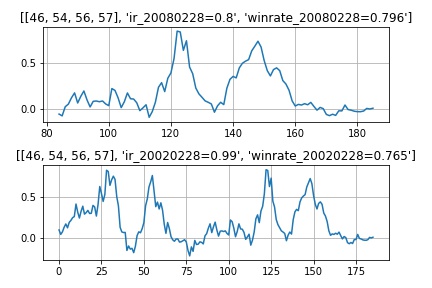 [[46, 54, 56, 57], 'ir_20080228=0.8', 'winrate_20080228=0.796']
0.5
0.0
80 100 120 140 160 180
[[46, 54, 56, 57], 'ir_20020228=0.99', 'winrate_20020228=0.765']
0.5
0.0
0 25 50 75 100 125 150 175